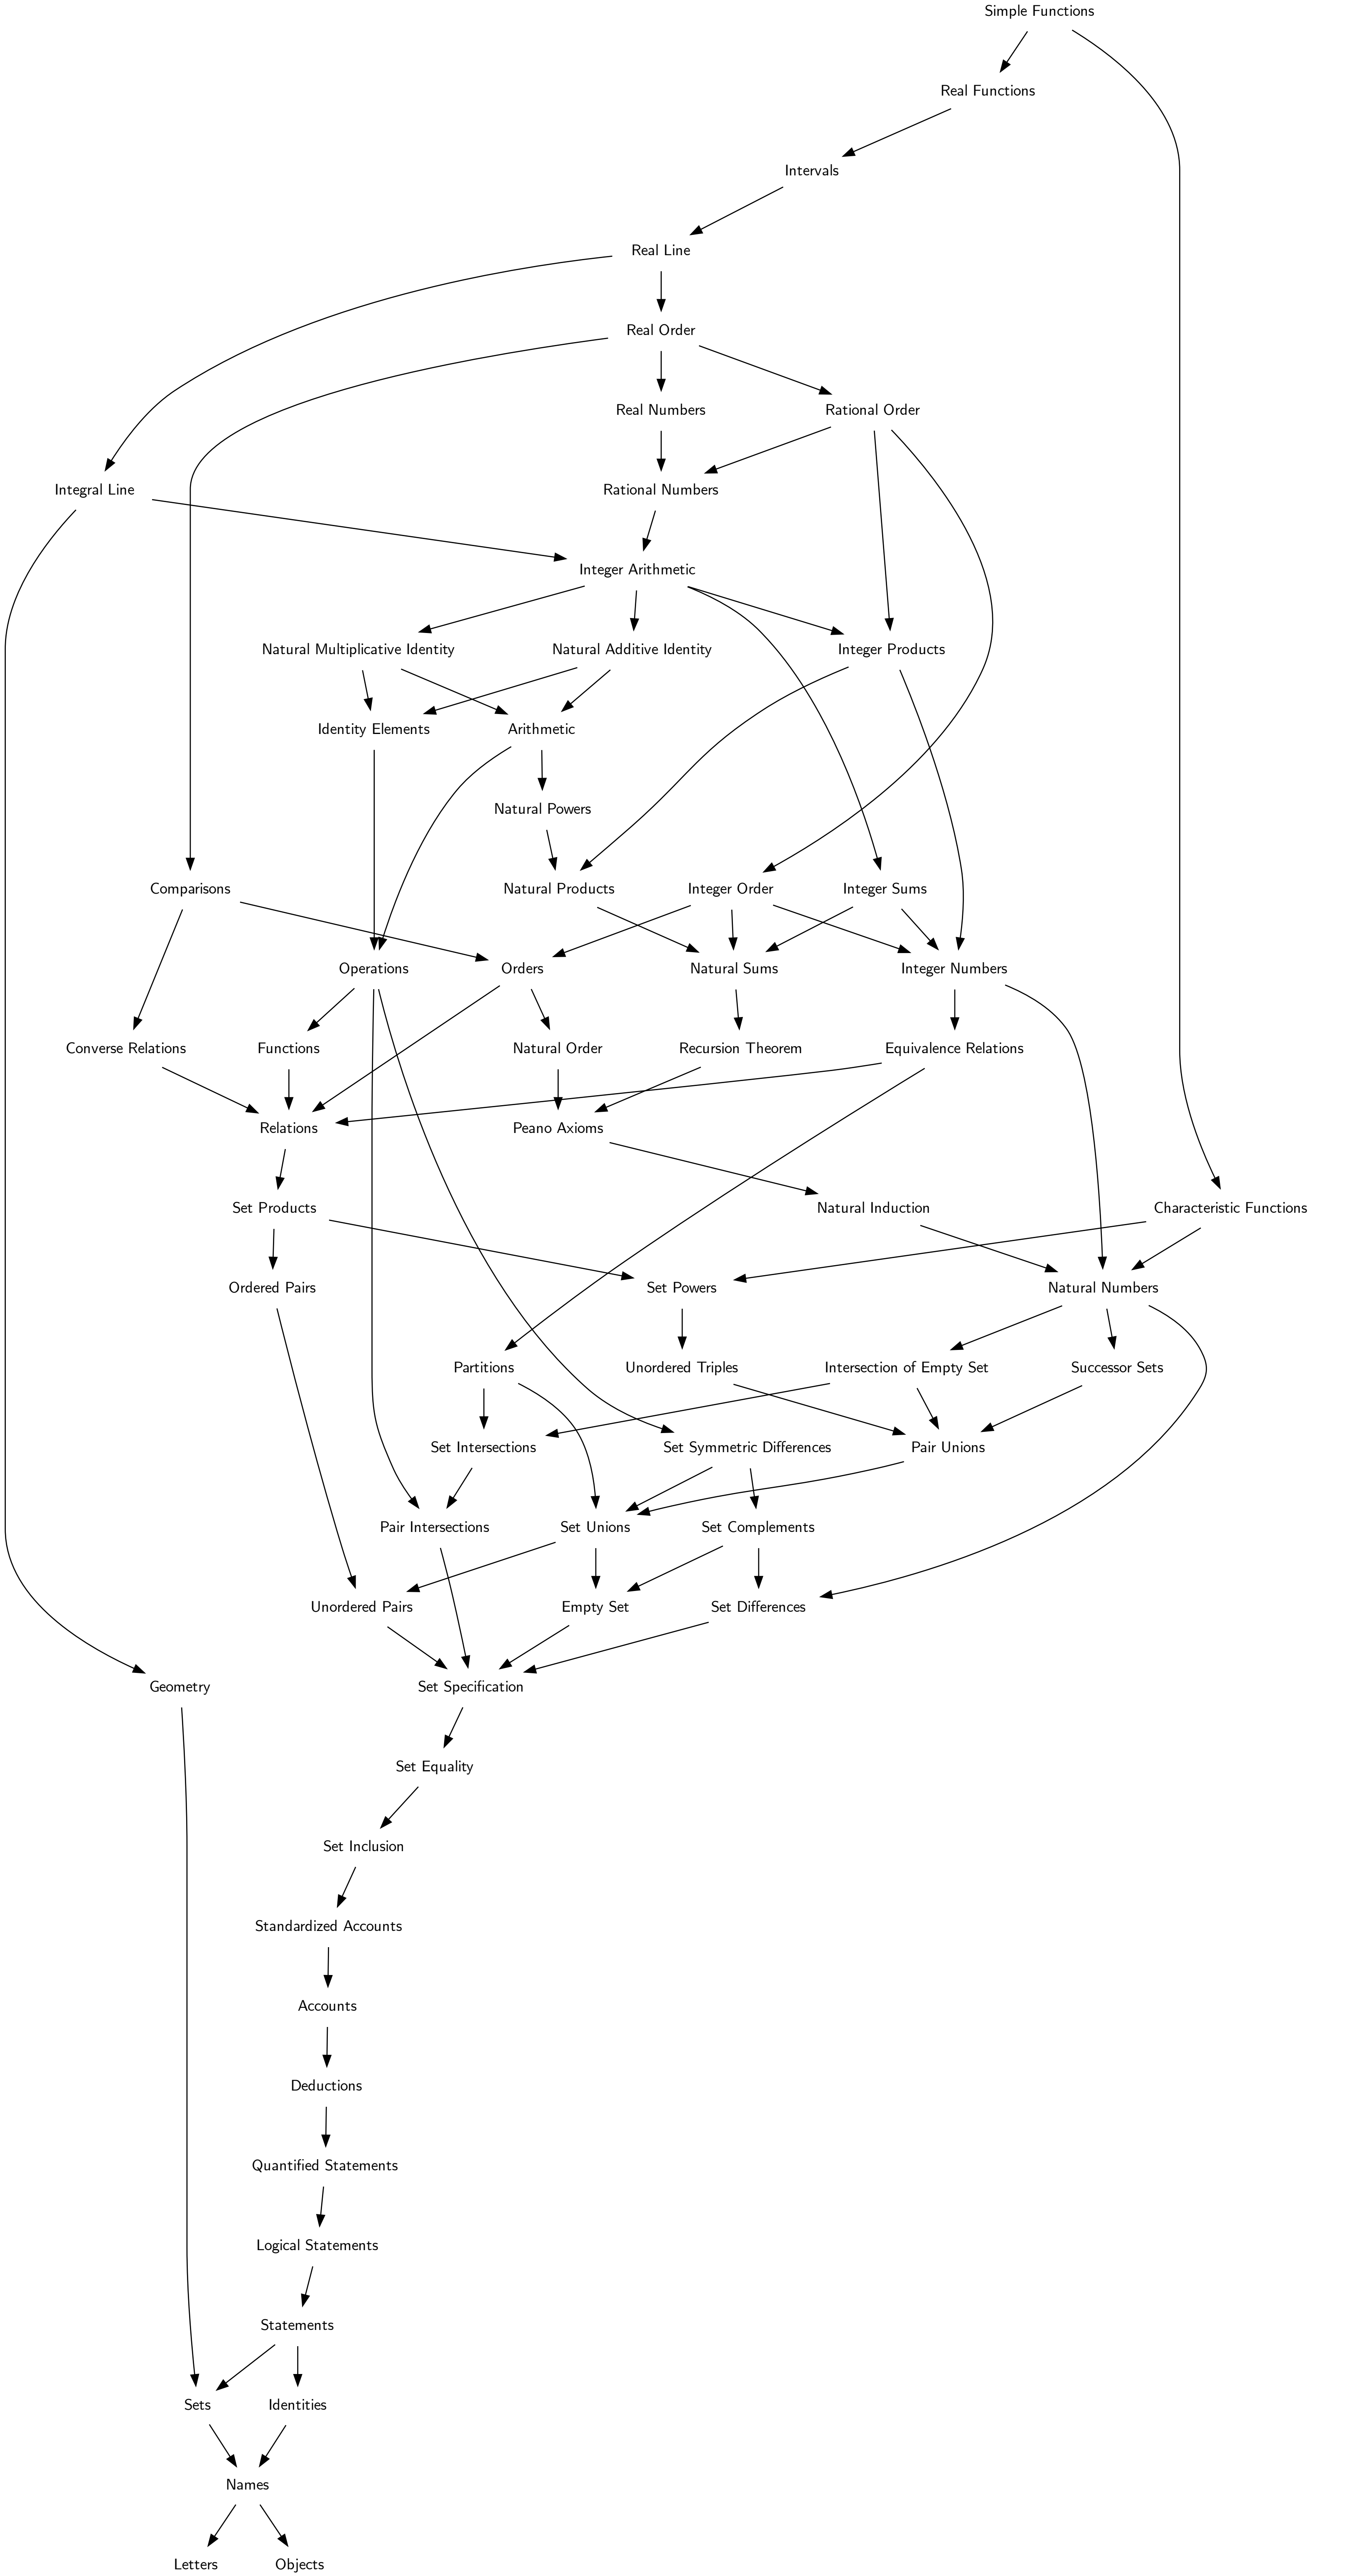 Simple Functions
Real Functions
Intervals
Real Line
Real Order
Real Numbers
Rational Order
Integral Line
Rational Numbers
Integer Arithmetic
Natural Multiplicative Identity
Natural Additive Identity
Integer Products
Identity Elements
Arithmetic
Natural Powers
Comparisons
Natural Products
Integer Order
Integer Sums
Operations
Orders
Natural Sums
Integer Numbers
Converse Relations
Functions
Natural Order
Recursion Theorem
Equivalence Relations
Relations
Peano Axioms
Set Products
Natural Induction
Characteristic Functions
Ordered Pairs
Set Powers
Natural Numbers
Partitions
Unordered Triples
Intersection of Empty Set
Successor Sets
Set Intersections
Set Symmetric Differences
Pair Unions
Pair Intersections
Set Unions
Set Complements
Unordered Pairs
Empty Set
Set Differences
Geometry
Set Specification
Set Equality
Set Inclusion
Standardized Accounts
Accounts
Deductions
Quantified Statements
Logical Statements
Statements
Sets
Identities
Names
Letters
Objects